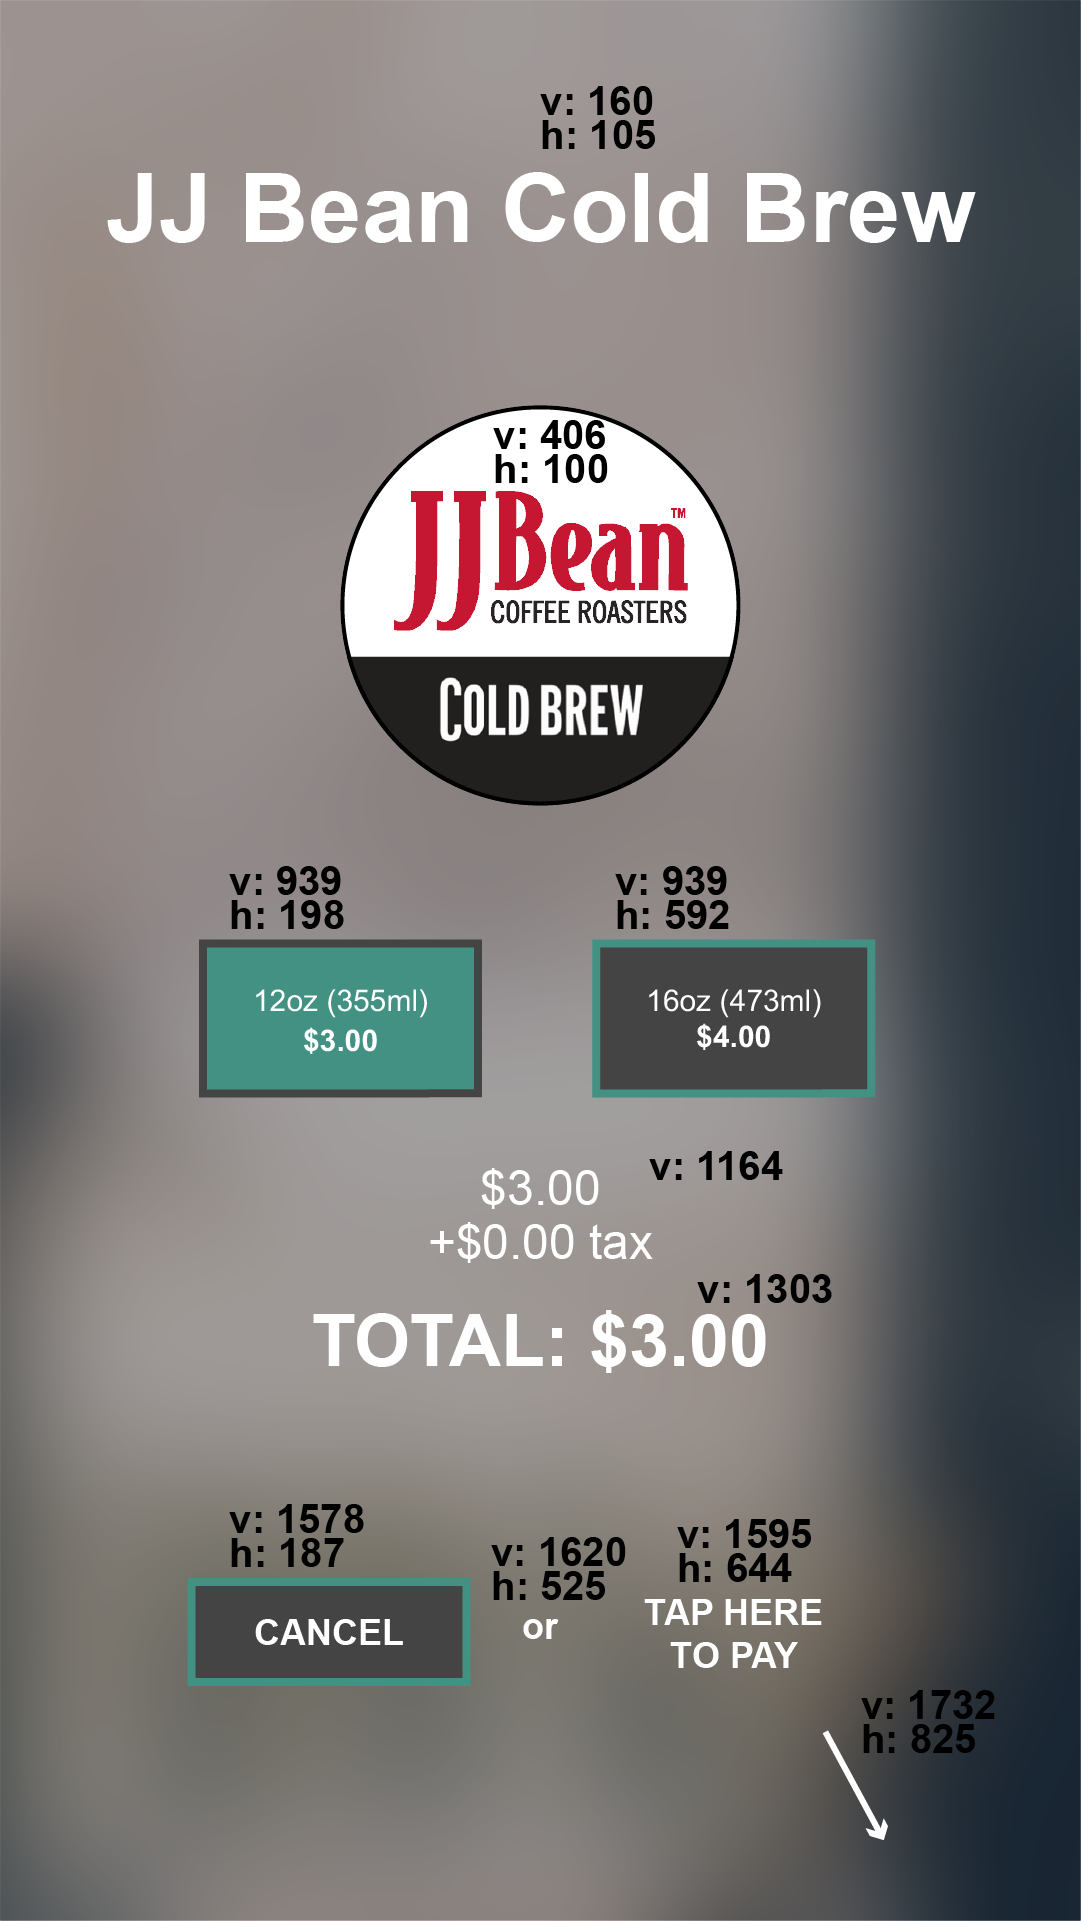 v: 160
h: 105
JJ Bean Cold Brew
v: 406
h: 100
JJBean™
COFFEE ROASTERS
COLD BREW
v: 939
h: 198
v: 939
h: 592
12oz (355ml)
$3.00
16oz (473ml)
$4.00
v: 1164
$3.00
+$0.00 tax
v: 1303
TOTAL: $3.00
v: 1578
h: 187
v: 1620
h: 525
v: 1595
h: 644
CANCEL
or
TAP HERE
TO PAY
v: 1732
h: 825